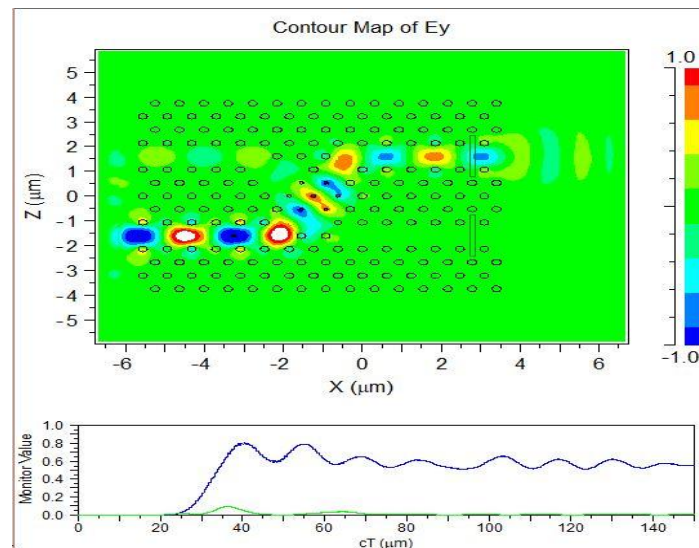 Contour Map of Ey
1.0
5
4
3
2
1
0
-1
-2
-3
-4
-5
Z (μm)
-1.0
-6 -4 -2 0 2 4 6
X (μm)
1.0
0.8
0.6
0.4
0.2
0.0
Monitor Value
0 20 40 60 80 100 120 140
cT (μm)